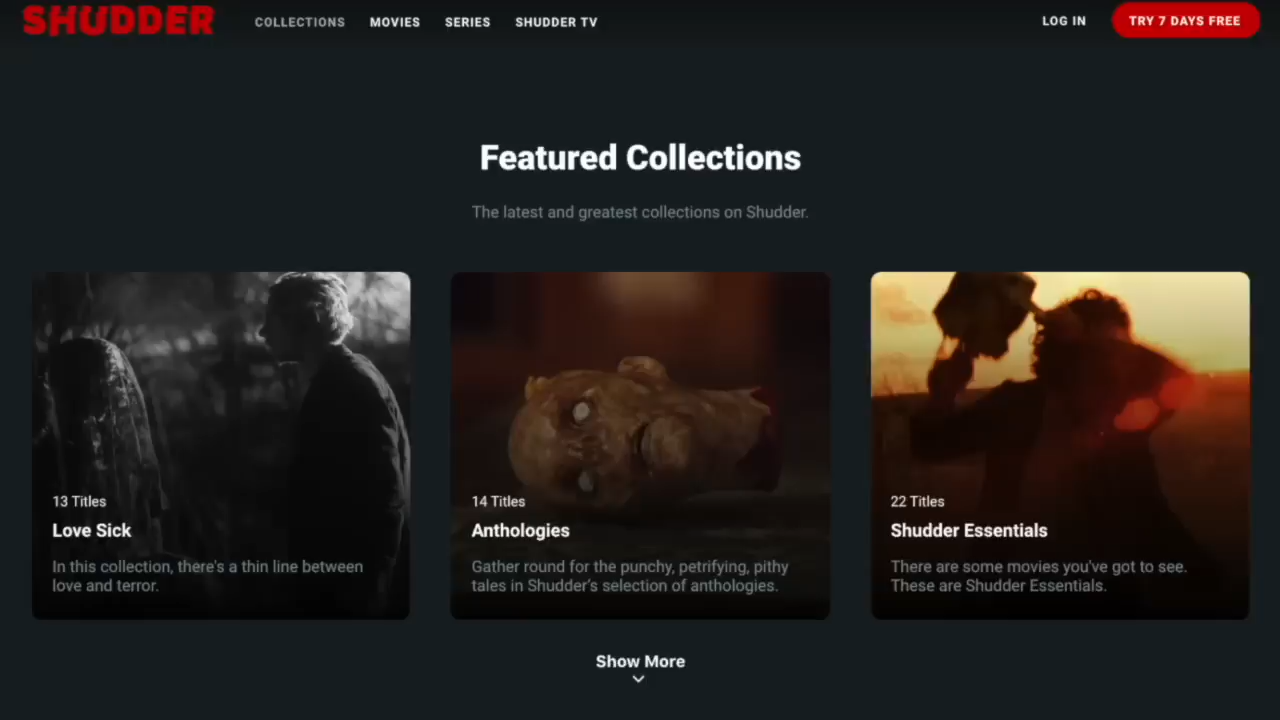 SHUDDER
COLLECTIONS MOVIES SERIES SHUDDER TV LOG IN TRY 7 DAYS FREE
Featured Collections
The latest and greatest collections on Shudder.
13 Titles
Love Sick
In this collection, there's a thin line between
love and terror.
14 Titles
Anthologies
Gather round for the punchy, petrifying, pithy
tales in Shudder's selection of anthologies.
22 Titles
Shudder Essentials
There are some movies you've got to see.
These are Shudder Essentials.
Show More